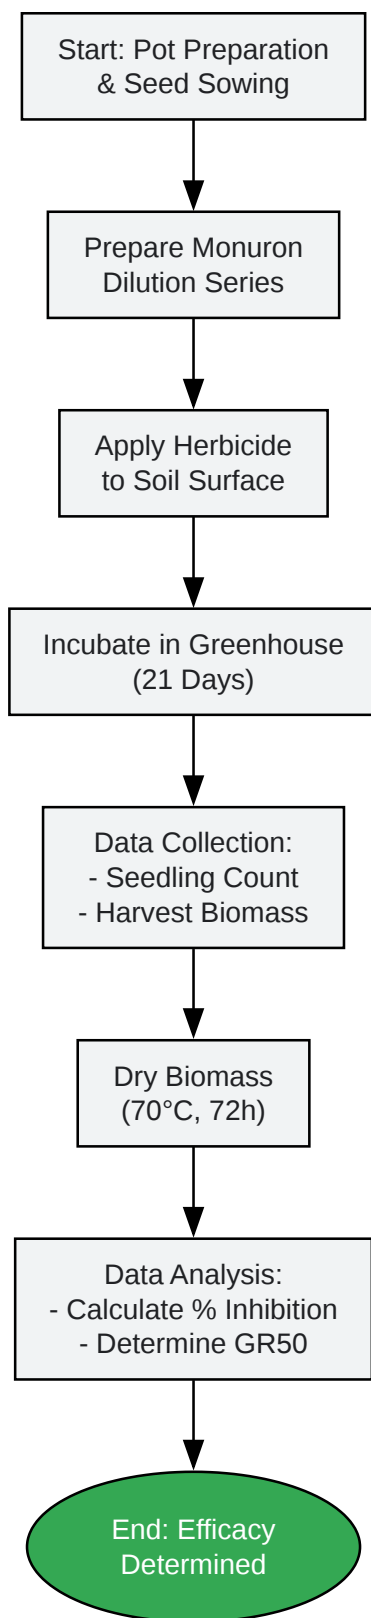 Start: Pot Preparation
& Seed Sowing
Prepare Monuron
Dilution Series
Apply Herbicide
to Soil Surface
Incubate in Greenhouse
(21 Days)
Data Collection:
- Seedling Count
- Harvest Biomass
Dry Biomass
(70°C, 72h)
Data Analysis:
- Calculate % Inhibition
- Determine GR50
End: Efficacy
Determined